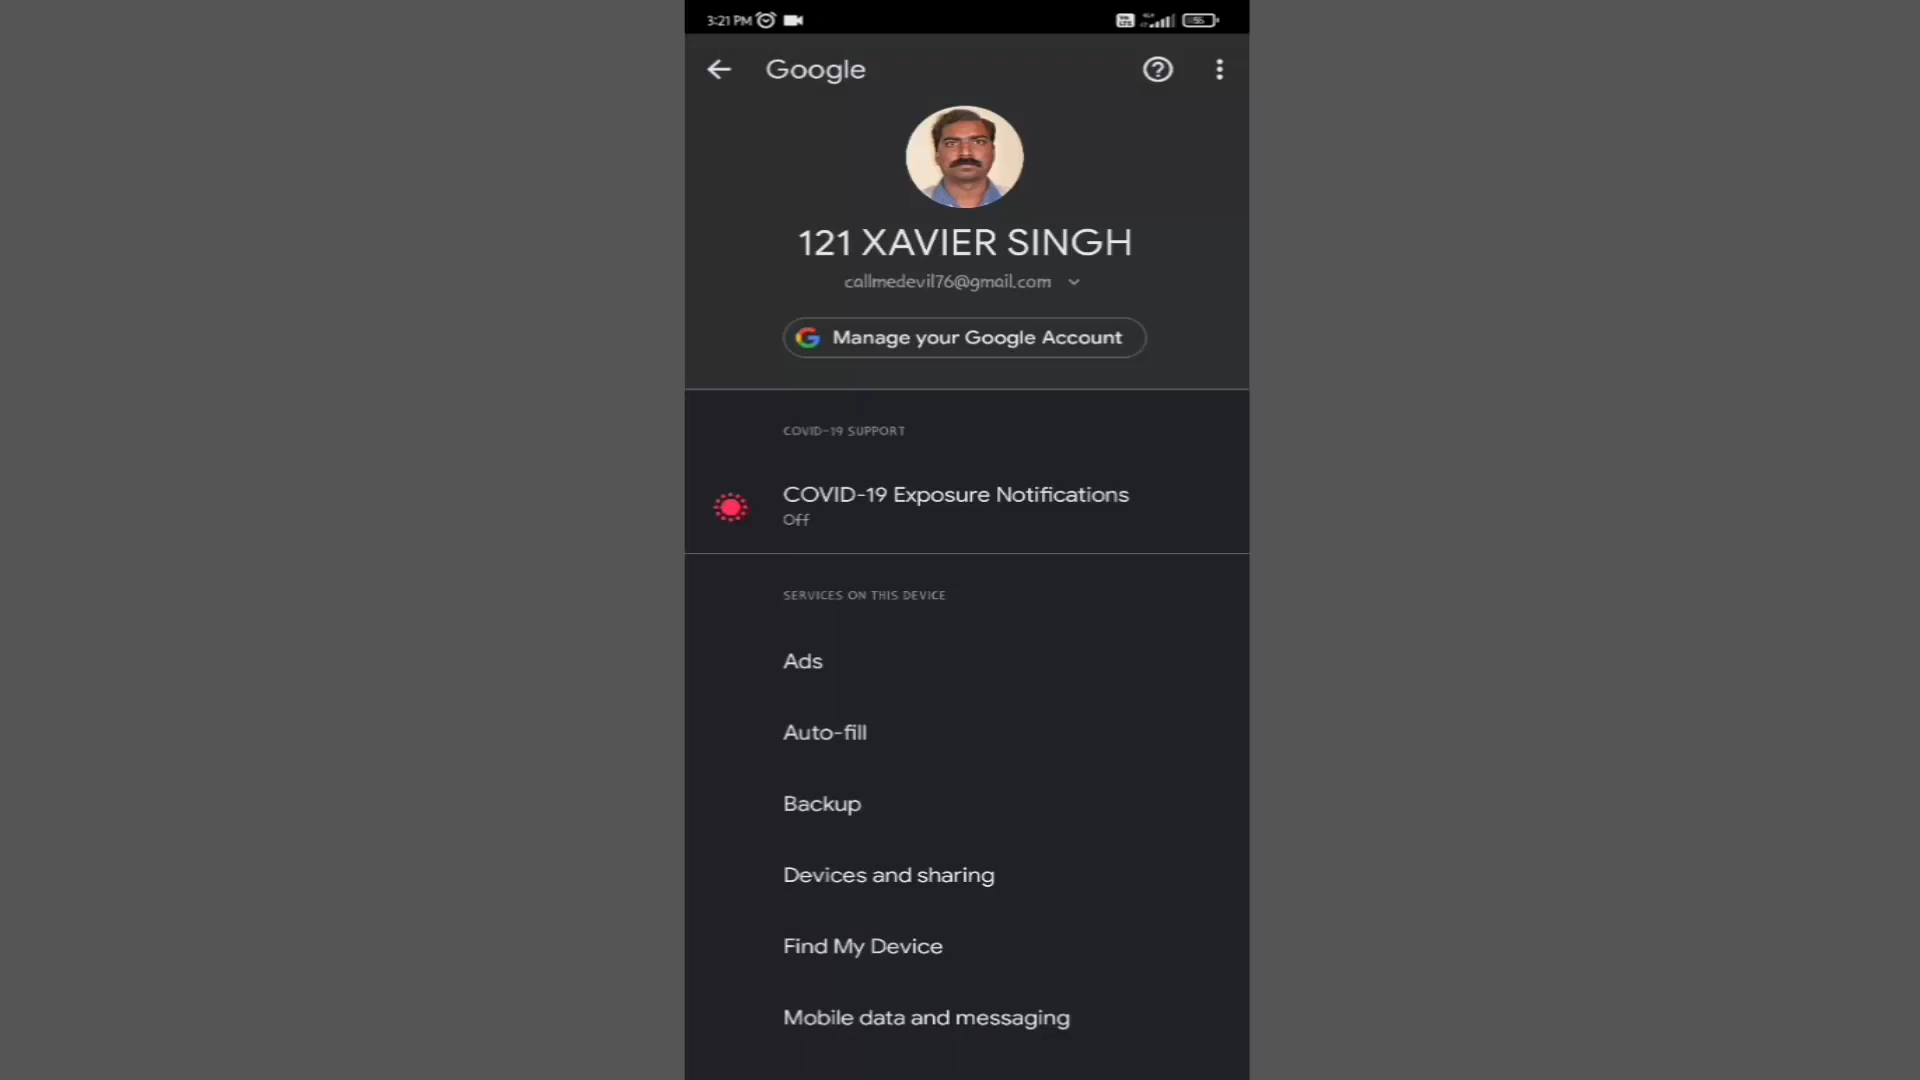 3:21 PM
55
Google
121 XAVIER SINGH
callmedevil76@gmail.com
Manage your Google Account
COVID-19 SUPPORT
COVID-19 Exposure Notifications
Off
SERVICES ON THIS DEVICE
Ads
Auto-fill
Backup
Devices and sharing
Find My Device
Mobile data and messaging